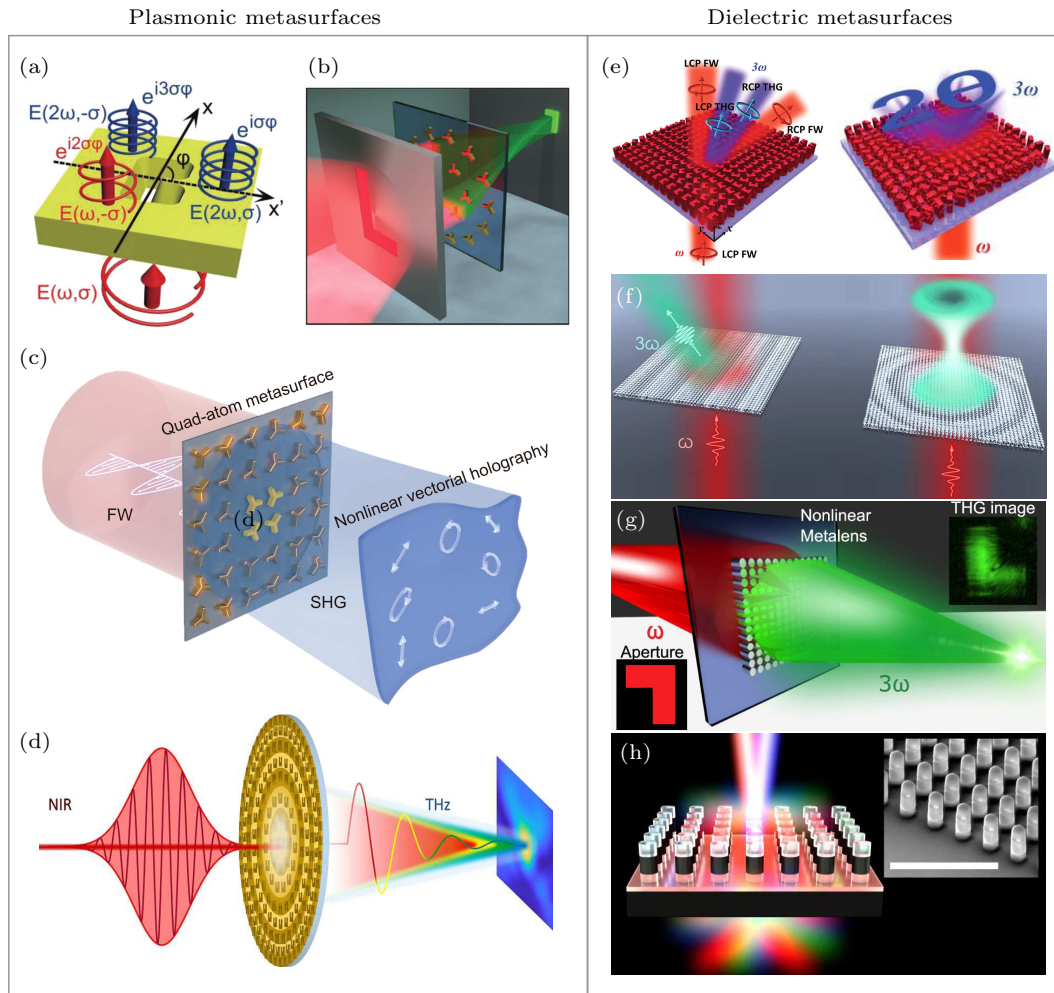 Plasmonic metasurfaces
Dielectric metasurfaces
(a)
E(2ω,-σ)
e^{i3σφ}
x
e^{iσφ}
e^{i2σφ}
φ
E(ω,-σ)
E(2ω,σ)
x'
E(ω,σ)
(b)
(c)
Quad-atom metasurface
FW
(d)
Nonlinear vectorial holography
SHG
(d)
NIR
THz
(e)
LCP FW
3ω
RCP THG
LCP THG
RCP FW
y
x
ω
LCP FW
3ω
ω
(f)
3ω
ω
ω
(g)
Nonlinear
Metalens
THG image
ω
Aperture
3ω
(h)